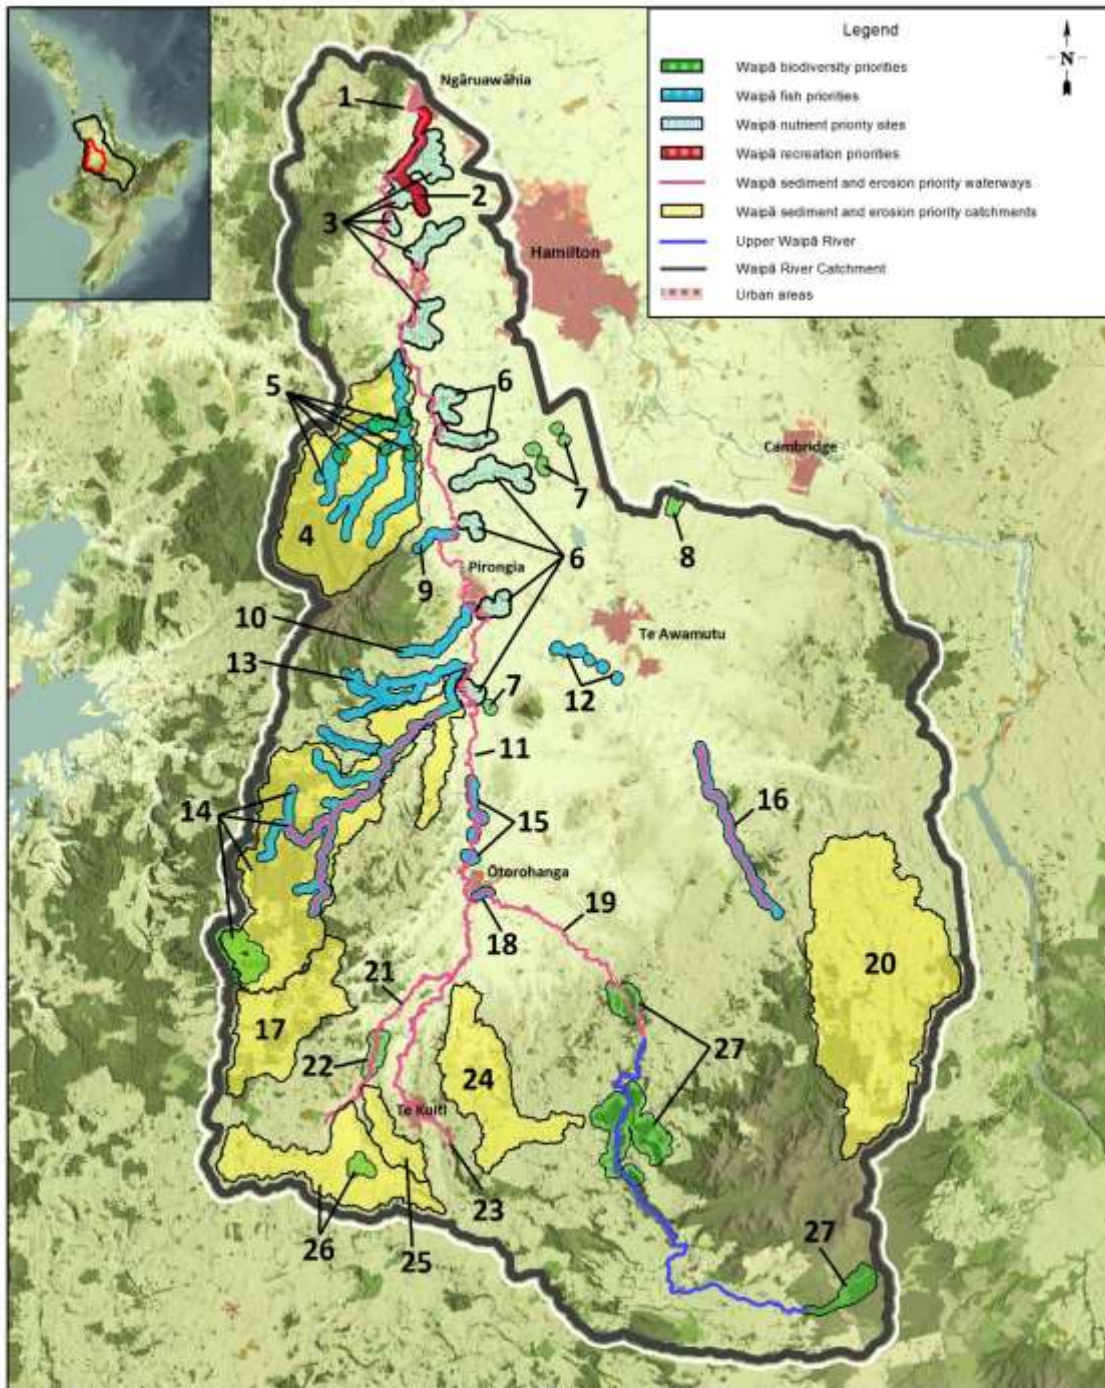 Legend
Waipā biodiversity priorities
Waipā fish priorities
Waipā nutrient priority sites
Waipā recreation priorities
Waipā sediment and erosion priority waterways
Waipā sediment and erosion priority catchments
Upper Waipā River
Waipā River Catchment
Urban areas
N
Ngāruawāhia
1
2
3
Hamilton
5
6
Cambridge
7
4
8
9
Pirongia
6
10
Te Awamutu
13
12
7
11
14
16
15
Otorohanga
19
18
20
21
17
27
22
24
Te Kuiti
23
26
25
27